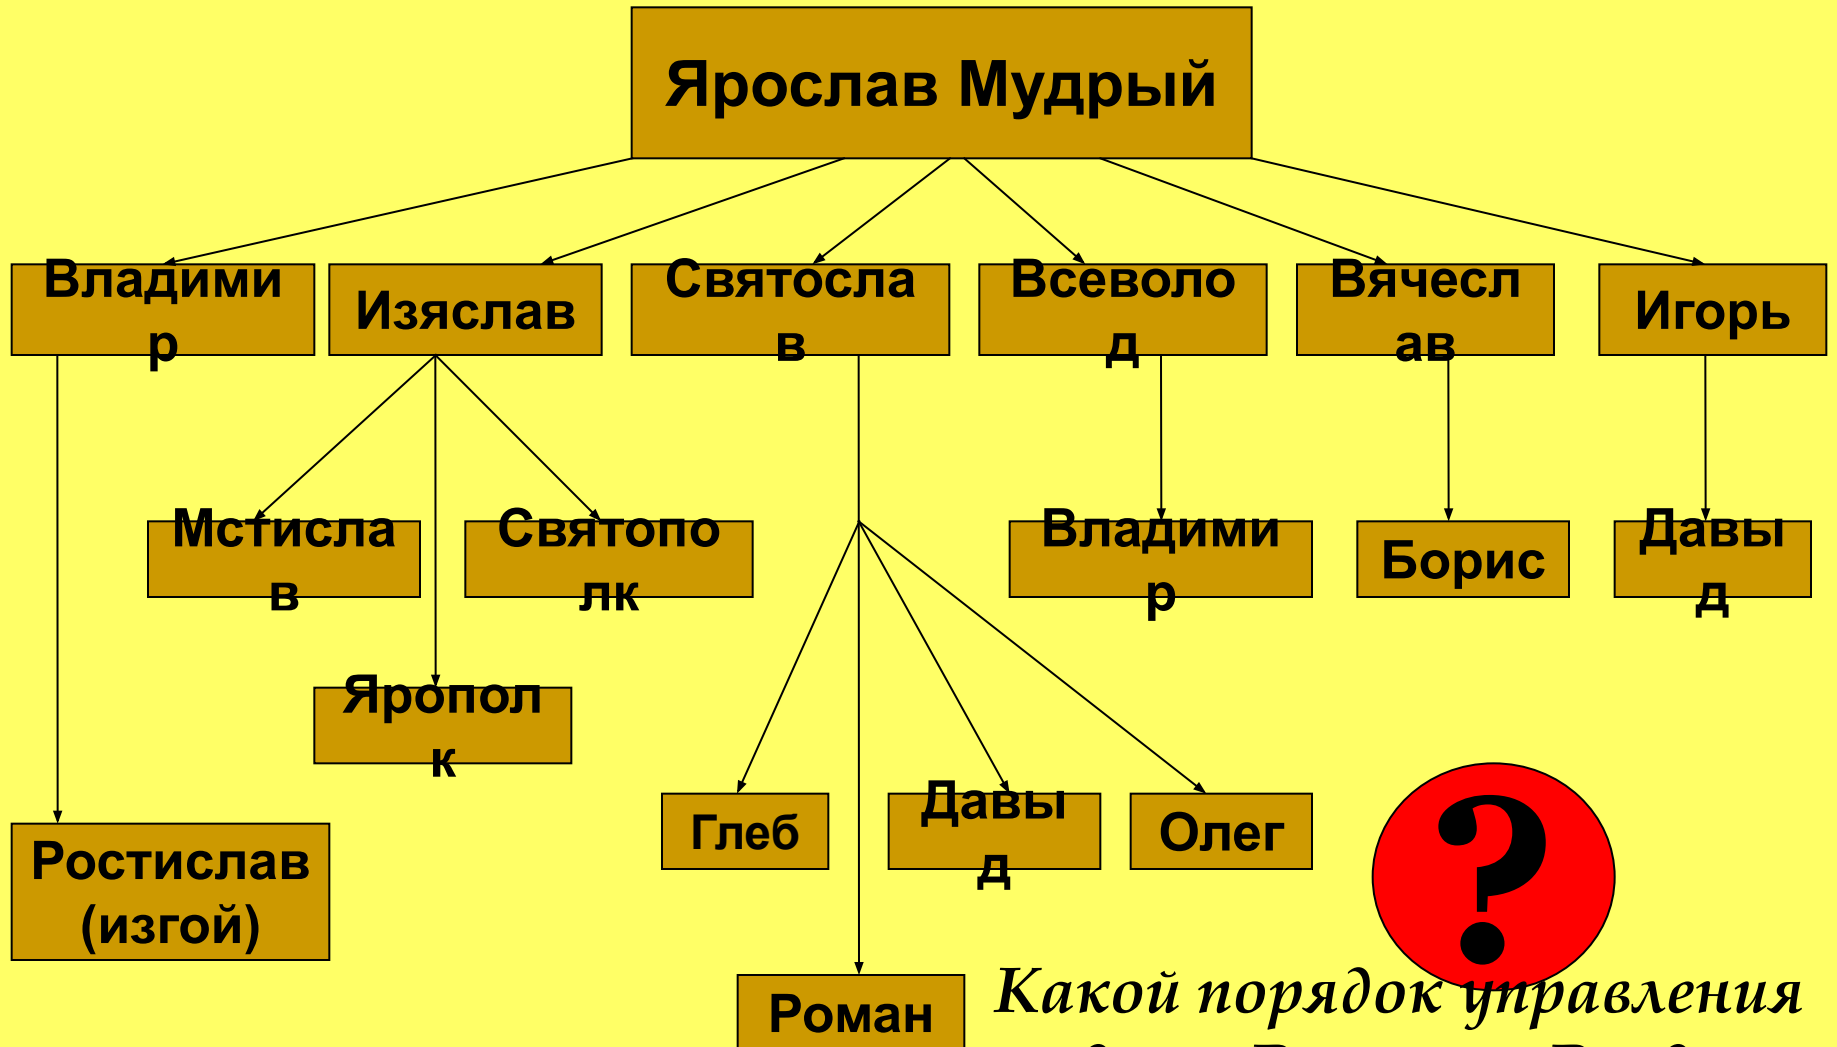 Ярослав Мудрый
Владими
р
Изяслав
Святосла
в
Всеволо
д
Вячесл
ав
Игорь
Мстисла
в
Святопо
лк
Владими
р
Борис
Давы
д
Яропол
к
Глеб
Давы
д
Олег
Ростислав
(изгой)
?
Роман
Какой порядок управления